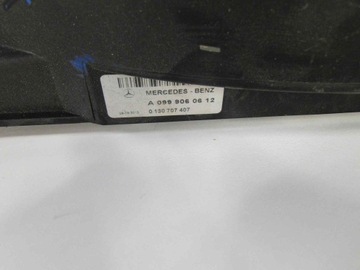 MERCEDES - BENZ
A 099 906 06 12
0 130 707 407